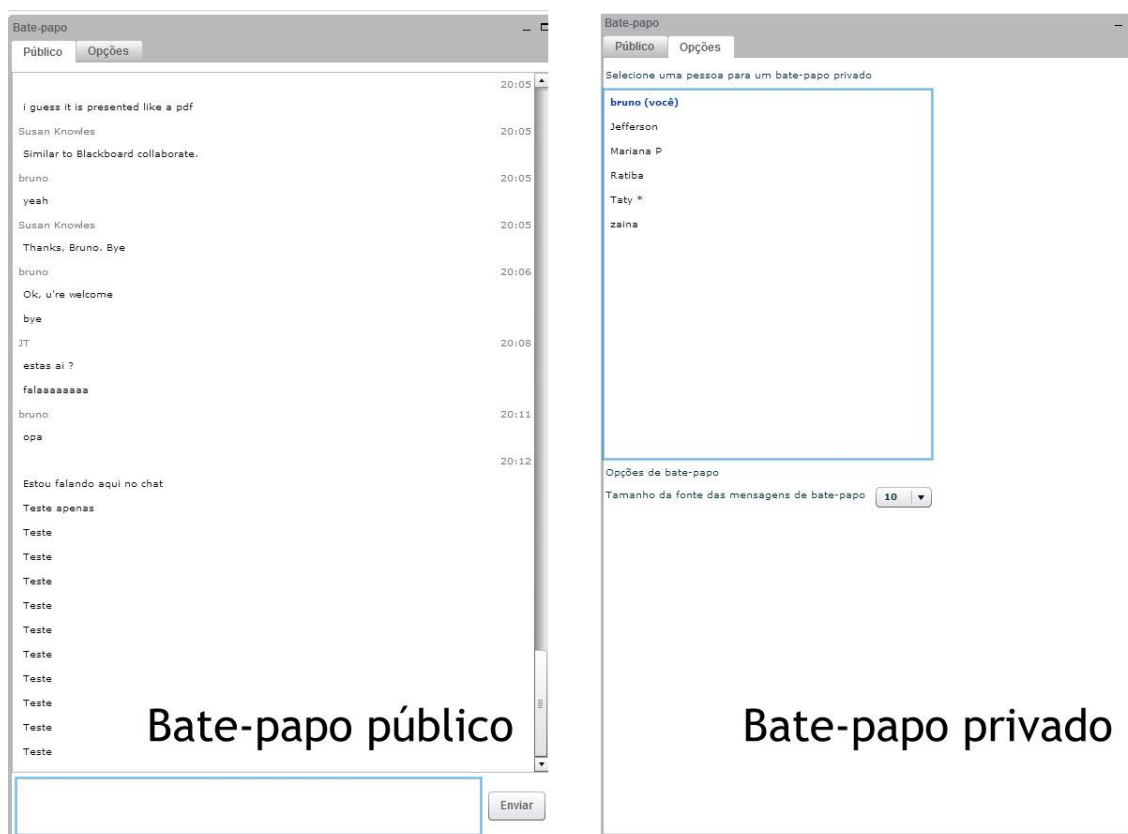 Bate-papo
Público Opções
20:05
i guess it is presented like a pdf
Susan Knowles 20:05
Similar to Blackboard collaborate.
bruno 20:05
yeah
Susan Knowles 20:05
Thanks, Bruno. Bye
bruno 20:06
Ok, u're welcome
bye
JT 20:08
estas ai ?
falaaaaaaaa
bruno 20:11
opa
20:12
Estou falando aqui no chat
Teste apenas
Teste
Teste
Teste
Teste
Teste
Teste
Teste
Teste
Teste
Teste
Enviar
Bate-papo público
Bate-papo
Público Opções
Selecione uma pessoa para um bate-papo privado
bruno (você)
Jefferson
Mariana P
Ratiba
Taty *
zaina
Opções de bate-papo
Tamanho da fonte das mensagens de bate-papo 10
Bate-papo privado